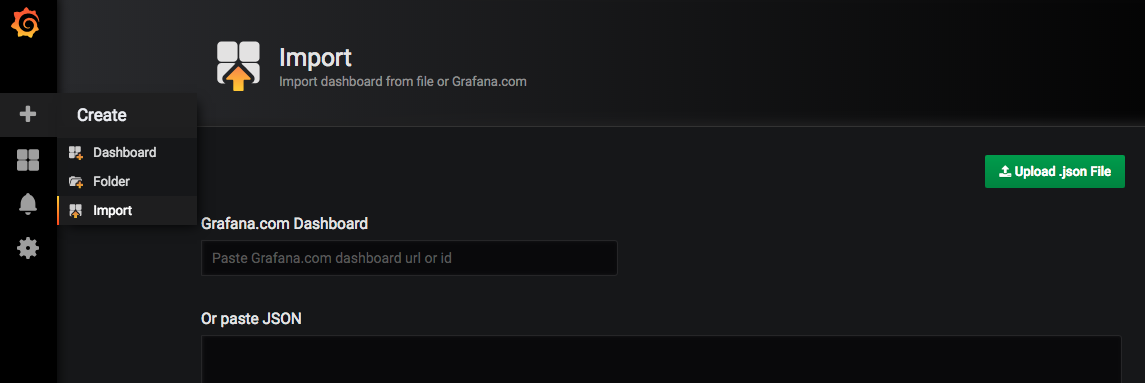 Import
Import dashboard from file or Grafana.com
Create
Dashboard
Folder
Import
Upload .json File
Grafana.com Dashboard
Paste Grafana.com dashboard url or id
Or paste JSON